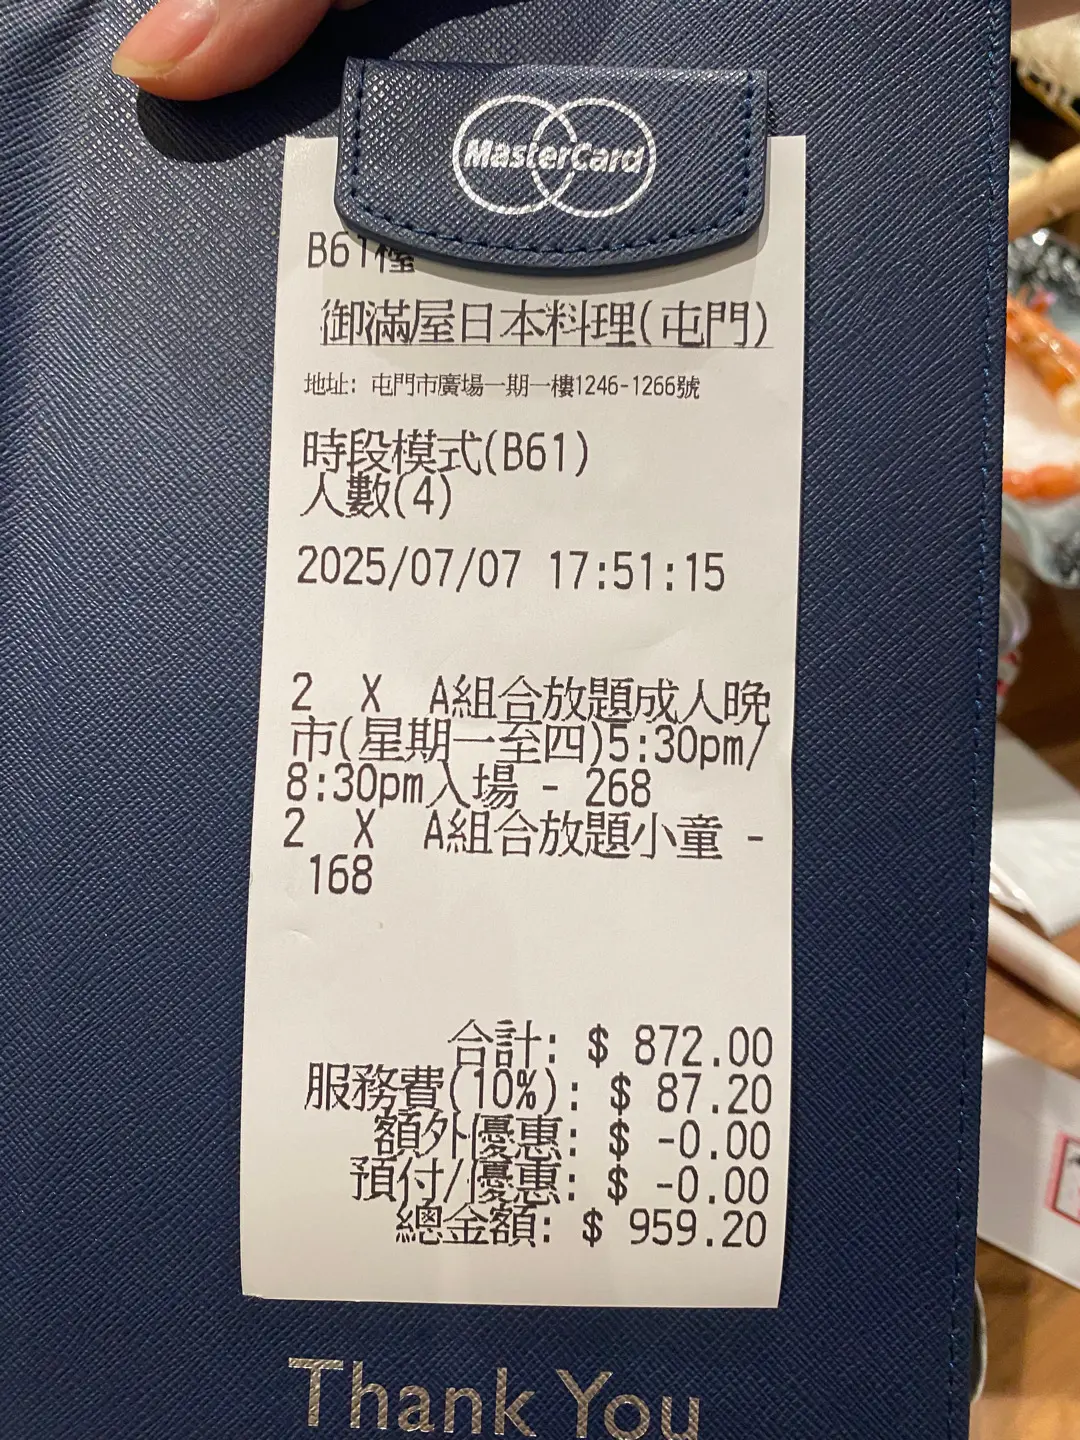 MasterCard
B61檯
御滿屋日本料理(屯門)
地址: 屯門市廣場一期一樓1246-1266號
時段模式(B61)
人數(4)
2025/07/07 17:51:15
2 X A組合放題成人晚
市(星期一至四)5:30pm/
8:30pm入場 - 268
2 X A組合放題小童 -
168
合計: $ 872.00
服務費(10%): $ 87.20
額外優惠: $ -0.00
預付/優惠: $ -0.00
總金額: $ 959.20
Thank You